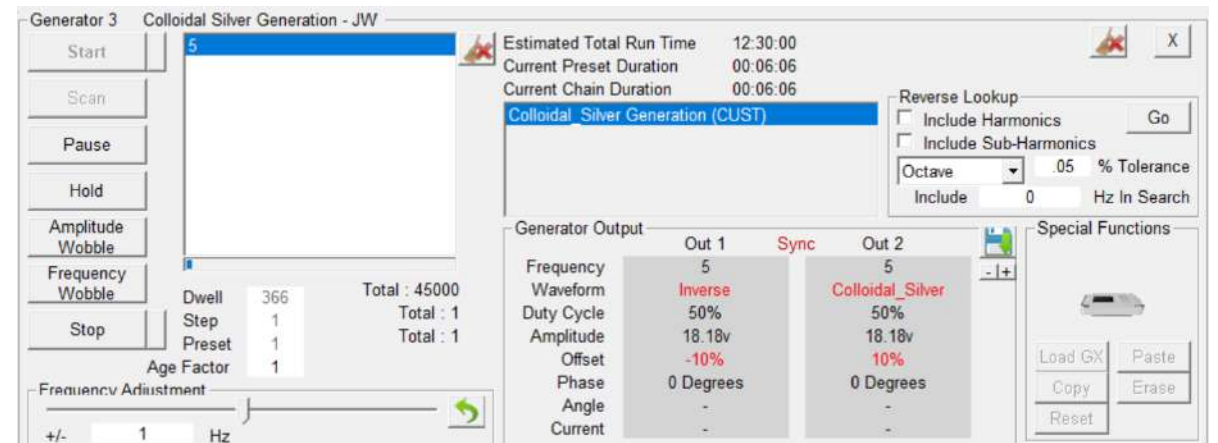 Generator 3 Colloidal Silver Generation - JW
Start
Scan
Pause
Hold
Amplitude
Wobble
Frequency
Wobble
Stop
5
Dwell 366 Total : 45000
Step 1 Total : 1
Preset 1 Total : 1
Age Factor 1
Frequency Adjustment
+/- 1 Hz
Estimated Total Run Time 12:30:00
Current Preset Duration 00:06:06
Current Chain Duration 00:06:06
Colloidal_Silver Generation (CUST)
X
Reverse Lookup
Include Harmonics Go
Include Sub-Harmonics
Octave .05 % Tolerance
Include 0 Hz In Search
Generator Output
Out 1 Sync Out 2
Frequency 5 5
Waveform Inverse Colloidal_Silver
Duty Cycle 50% 50%
Amplitude 18.18v 18.18v
Offset -10% 10%
Phase 0 Degrees 0 Degrees
Angle - -
Current - -
- +
Special Functions
Load GX Paste
Copy Erase
Reset